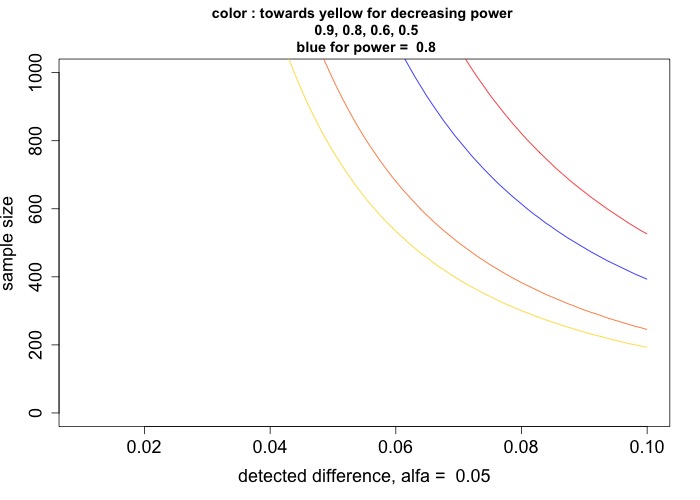 color : towards yellow for decreasing power
0.9, 0.8, 0.6, 0.5
blue for power =  0.8
sample size
1000
800
600
400
200
0
0.02
0.04
0.06
0.08
0.10
detected difference, alfa =  0.05